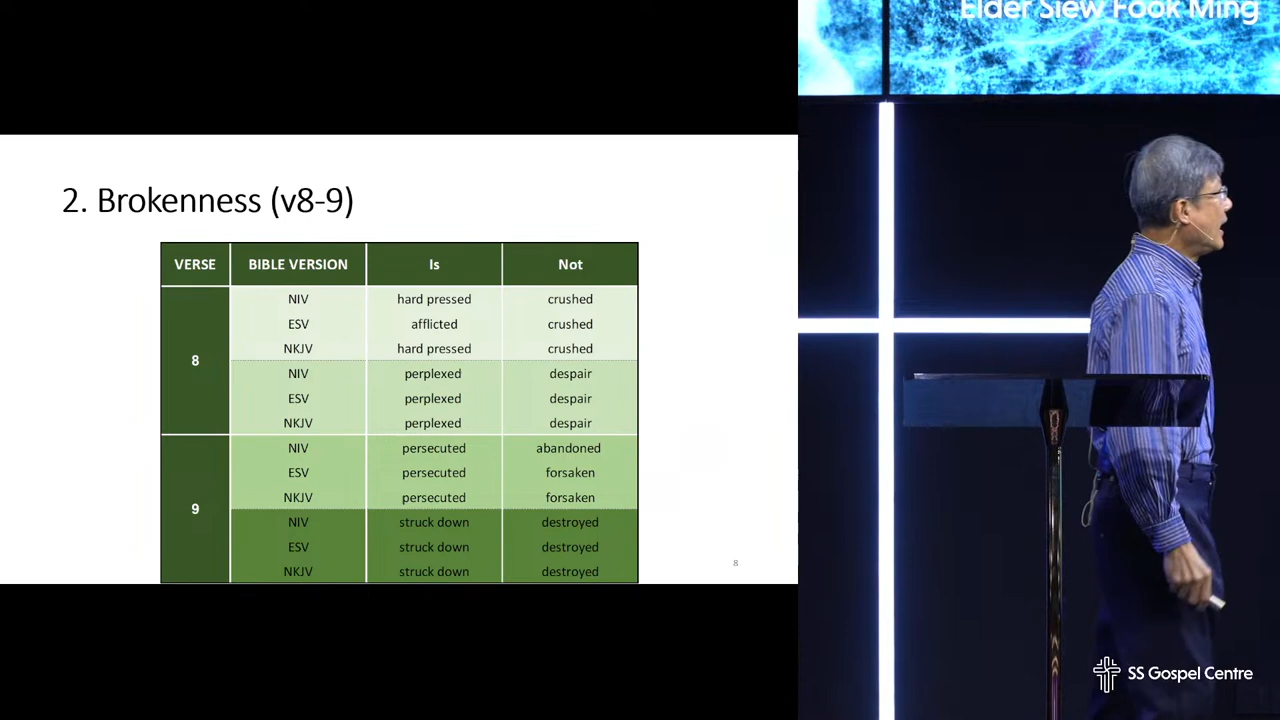 Elder Siew Fook Ming
2. Brokenness (v8-9)
VERSE BIBLE VERSION Is Not
8
NIV hard pressed crushed
ESV afflicted crushed
NKJV hard pressed crushed
NIV perplexed despair
ESV perplexed despair
NKJV perplexed despair
9
NIV persecuted abandoned
ESV persecuted forsaken
NKJV persecuted forsaken
NIV struck down destroyed
ESV struck down destroyed
NKJV struck down destroyed
8
SS Gospel Centre